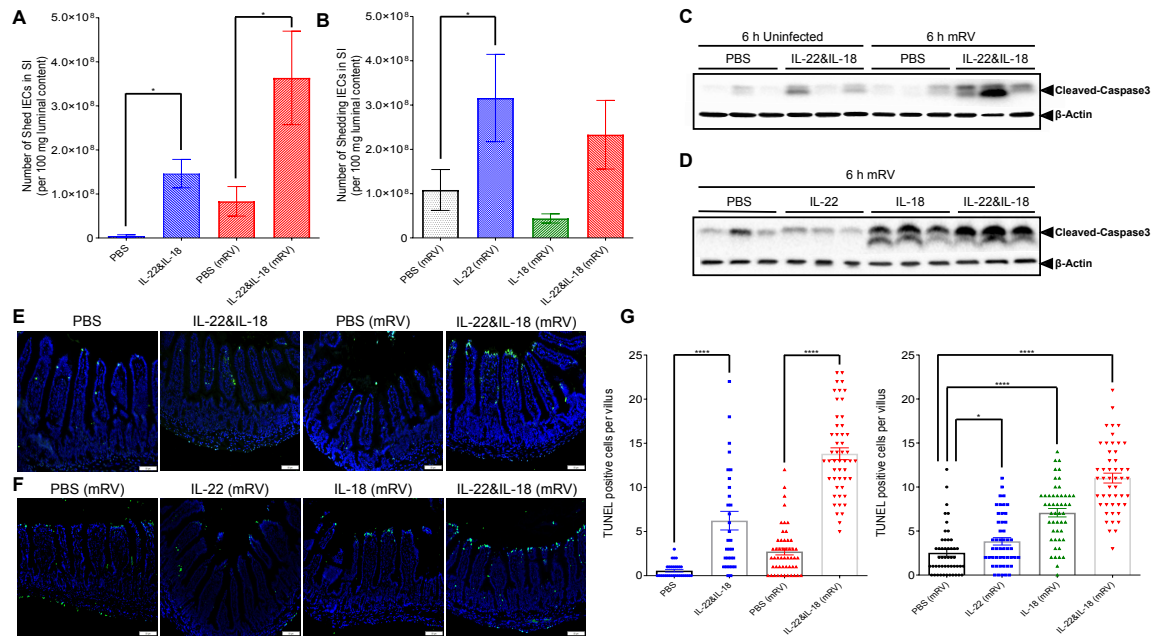 A
Number of Shed IECs in SI
(per 100 mg luminal content)
5.0×10⁸
4.0×10⁸
3.0×10⁸
2.0×10⁸
1.0×10⁸
0
*
*
PBS
IL-22&IL-18
PBS (mRV)
IL-22&IL-18 (mRV)
B
Number of Shedding IECs in SI
(per 100 mg luminal content)
5.0×10⁸
4.0×10⁸
3.0×10⁸
2.0×10⁸
1.0×10⁸
0
*
PBS (mRV)
IL-22 (mRV)
IL-18 (mRV)
IL-22&IL-18 (mRV)
C
6 h Uninfected 6 h mRV
PBS IL-22&IL-18 PBS IL-22&IL-18
Cleaved-Caspase3
β-Actin
D
6 h mRV
PBS IL-22 IL-18 IL-22&IL-18
Cleaved-Caspase3
β-Actin
E
PBS IL-22&IL-18 PBS (mRV) IL-22&IL-18 (mRV)
F
PBS (mRV) IL-22 (mRV) IL-18 (mRV) IL-22&IL-18 (mRV)
G
TUNEL positive cells per villus
25
20
15
10
5
0
****
****
PBS
IL-22&IL-18
PBS (mRV)
IL-22&IL-18 (mRV)
TUNEL positive cells per villus
25
20
15
10
5
0
****
****
*
PBS (mRV)
IL-22 (mRV)
IL-18 (mRV)
IL-22&IL-18 (mRV)